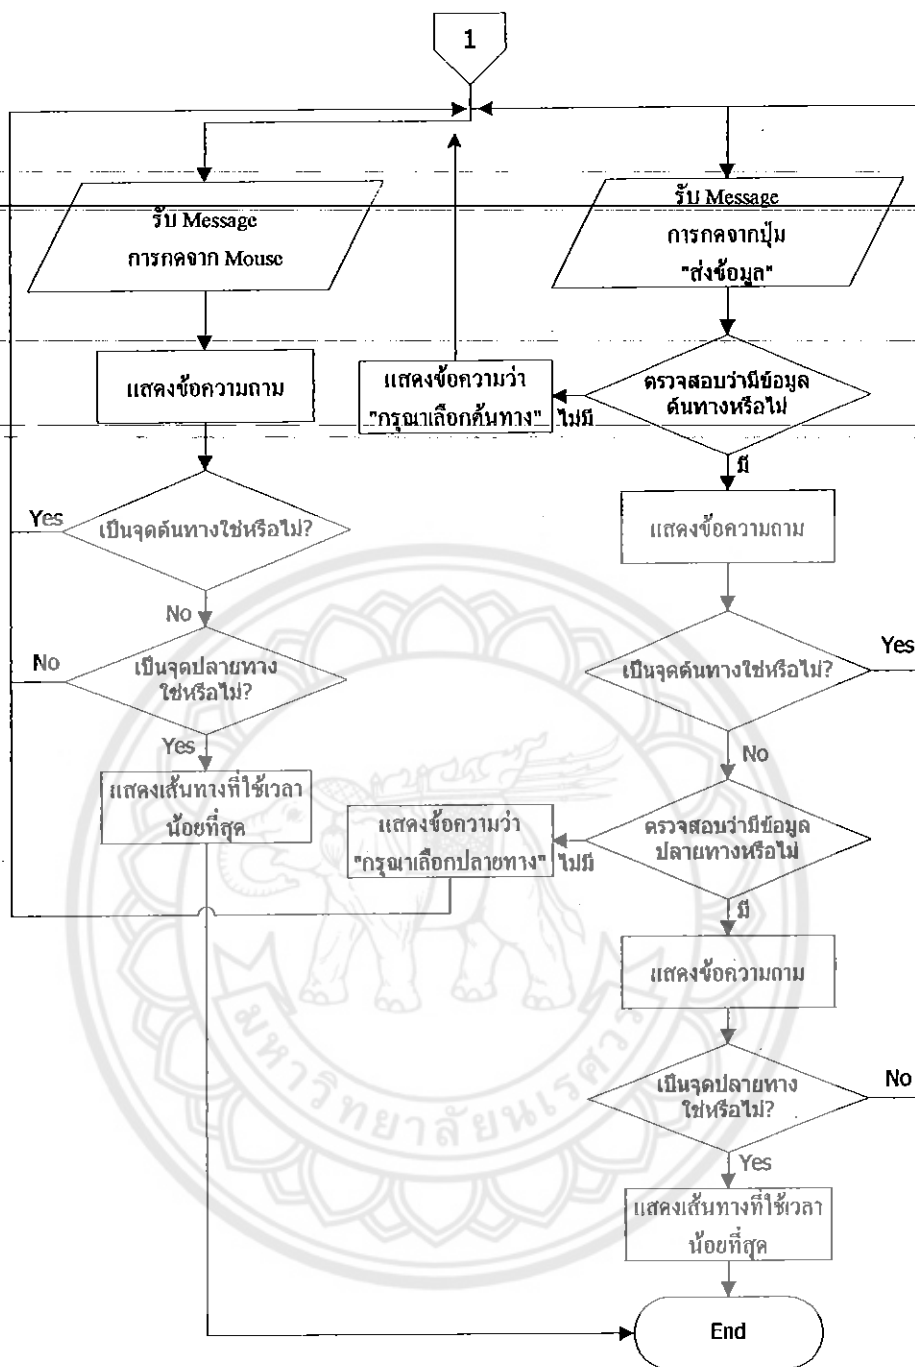 1
รับ Message
การกดจาก Mouse
แสดงข้อความถาม
Yes
เป็นจุดต้นทางใช่หรือไม่?
No
No
เป็นจุดปลายทาง
ใช่หรือไม่?
Yes
แสดงเส้นทางที่ใช้เวลา
น้อยที่สุด
รับ Message
การกดจากปุ่ม
"ส่งข้อมูล"
ตรวจสอบว่ามีข้อมูล
ต้นทางหรือไม่
ไม่มี
แสดงข้อความว่า
"กรุณาเลือกต้นทาง"
มี
แสดงข้อความถาม
เป็นจุดต้นทางใช่หรือไม่?
Yes
No
ตรวจสอบว่ามีข้อมูล
ปลายทางหรือไม่
ไม่มี
แสดงข้อความว่า
"กรุณาเลือกปลายทาง"
มี
แสดงข้อความถาม
เป็นจุดปลายทาง
ใช่หรือไม่?
No
Yes
แสดงเส้นทางที่ใช้เวลา
น้อยที่สุด
End
มหาวิทยาลัยนเรศวร